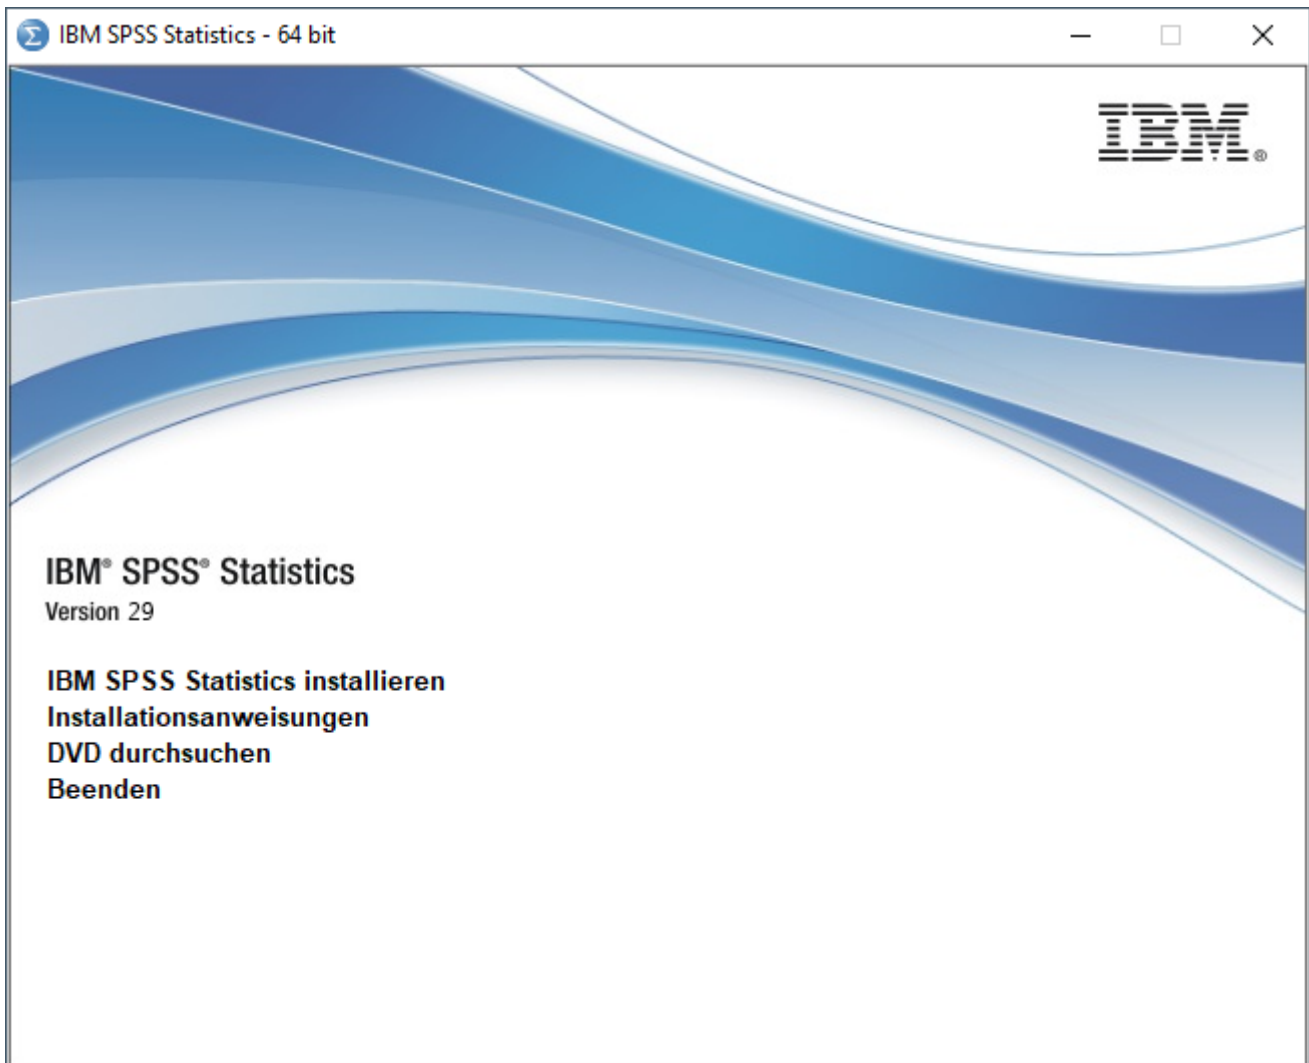 IBM SPSS Statistics - 64 bit
IBM®
IBM® SPSS® Statistics
Version 29
IBM SPSS Statistics installieren
Installationsanweisungen
DVD durchsuchen
Beenden